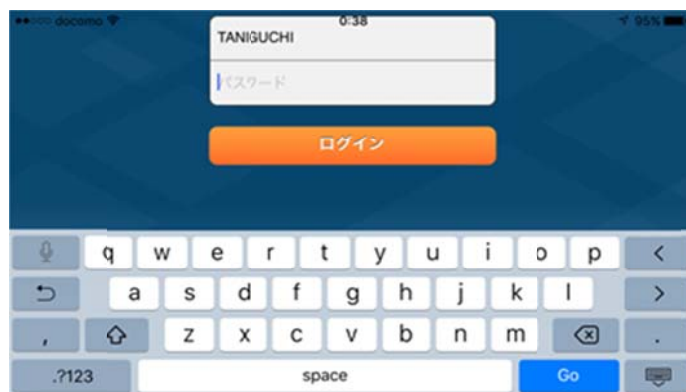 docomo 0:38 95%
TANIGUCHI
パスワード
ログイン
q w e r t y u i o p <
a s d f g h j k l >
, z x c v b n m .
.?123 space Go